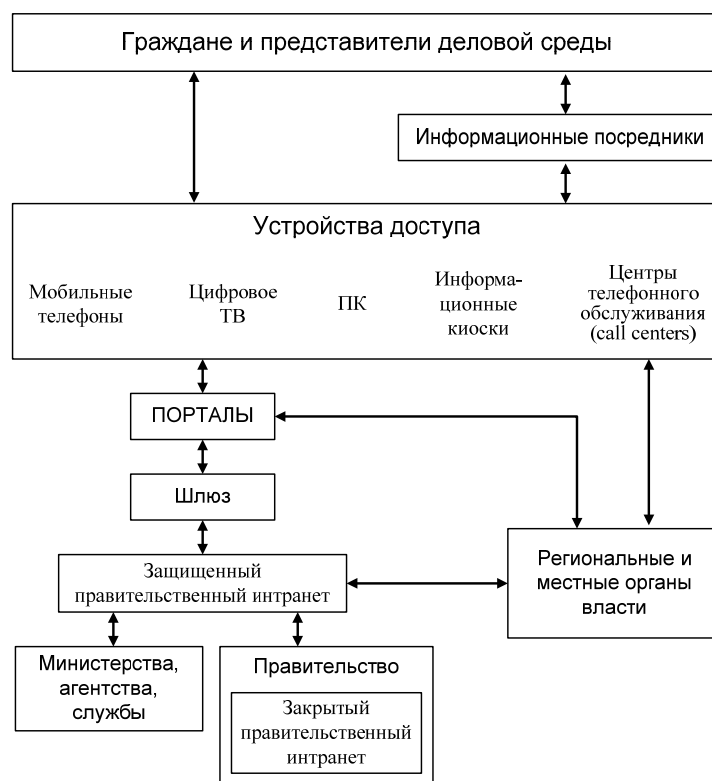 Граждане и представители деловой среды
Информационные посредники
Устройства доступа
Мобильные
телефоны
Цифровое
ТВ
ПК
Информа-
ционные
киоски
Центры
телефонного
обслуживания
(call centers)
ПОРТАЛЫ
Шлюз
Защищенный
правительственный интранет
Региональные и
местные органы
власти
Министерства,
агентства,
службы
Правительство
Закрытый
правительственный
интранет